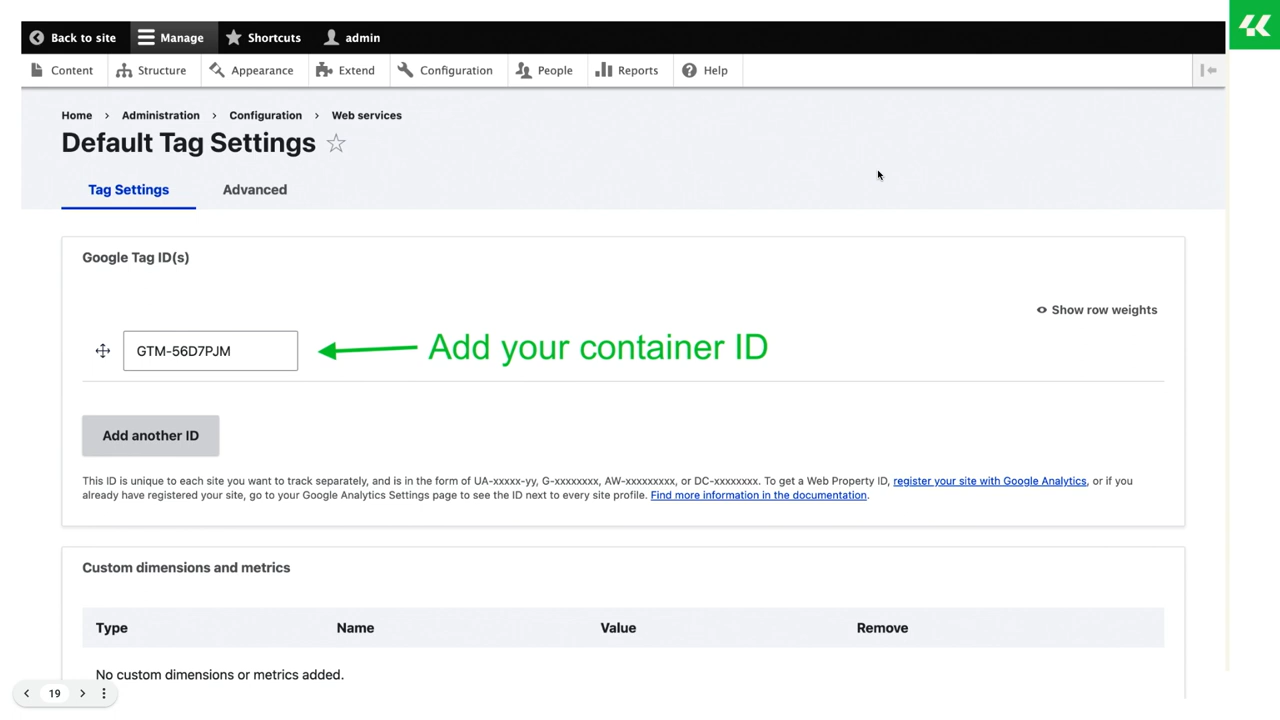 Back to site Manage Shortcuts admin
Content Structure Appearance Extend Configuration People Reports Help
Home > Administration > Configuration > Web services
Default Tag Settings
Tag Settings Advanced
Google Tag ID(s)
Show row weights
GTM-56D7PJM Add your container ID
Add another ID
This ID is unique to each site you want to track separately, and is in the form of UA-xxxxx-yy, G-xxxxxxxx, AW-xxxxxxxxx, or DC-xxxxxxxx. To get a Web Property ID, register your site with Google Analytics, or if you
already have registered your site, go to your Google Analytics Settings page to see the ID next to every site profile. Find more information in the documentation.
Custom dimensions and metrics
Type Name Value Remove
No custom dimensions or metrics added.
19